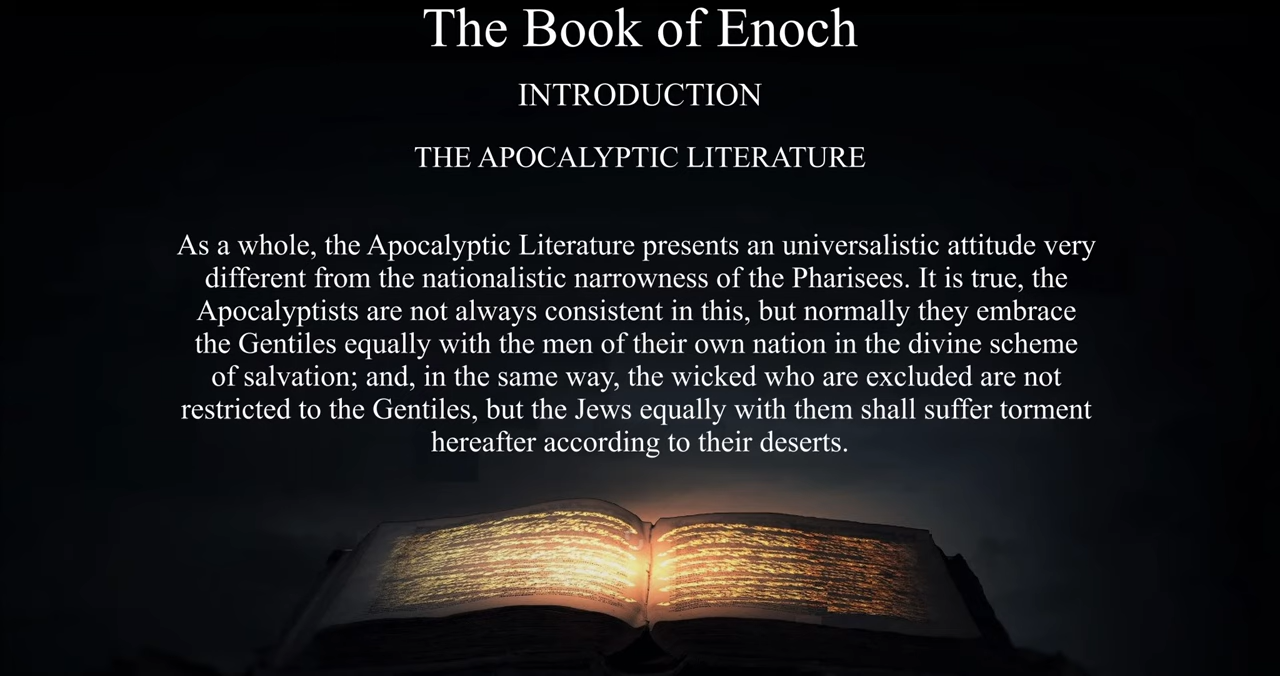 The Book of Enoch
INTRODUCTION
THE APOCALYPTIC LITERATURE
As a whole, the Apocalyptic Literature presents an universalistic attitude very
different from the nationalistic narrowness of the Pharisees. It is true, the
Apocalyptists are not always consistent in this, but normally they embrace
the Gentiles equally with the men of their own nation in the divine scheme
of salvation; and, in the same way, the wicked who are excluded are not
restricted to the Gentiles, but the Jews equally with them shall suffer torment
hereafter according to their deserts.